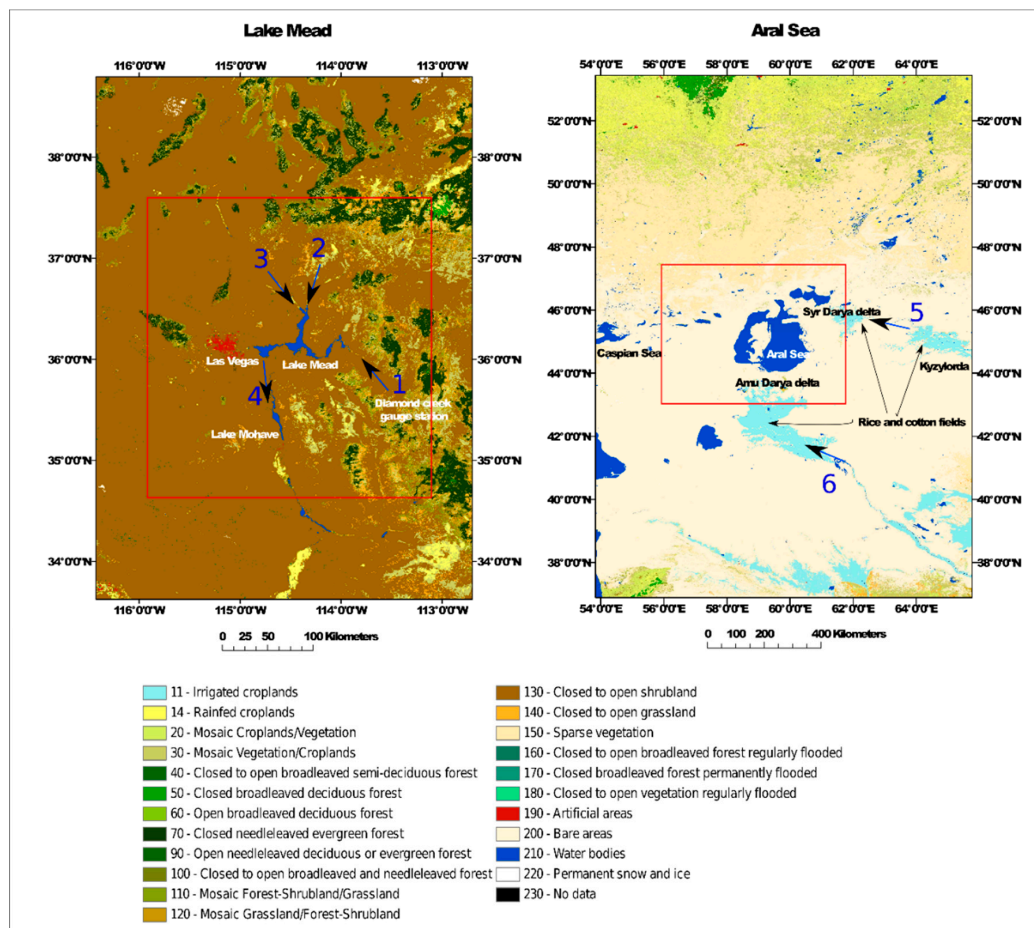 Lake Mead
116°0'0"W 115°0'0"W 114°0'0"W 113°0'0"W
38°0'0"N 38°0'0"N
37°0'0"N 37°0'0"N
3 2
36°0'0"N 36°0'0"N
Las Vegas
Lake Mead
1
4
Diamond creek
gauge station
Lake Mohave
35°0'0"N 35°0'0"N
34°0'0"N 34°0'0"N
116°0'0"W 115°0'0"W 114°0'0"W 113°0'0"W
0 25 50 100 Kilometers
Aral Sea
54°0'0"E 56°0'0"E 58°0'0"E 60°0'0"E 62°0'0"E
52°0'0"N 52°0'0"N
50°0'0"N 50°0'0"N
48°0'0"N 48°0'0"N
46°0'0"N 46°0'0"N
Syr Darya delta
5
Caspian Sea
Aral Sea
Kyzylorda
44°0'0"N 44°0'0"N
Amu Darya delta
Rice and cotton fields
42°0'0"N 42°0'0"N
6
40°0'0"N 40°0'0"N
38°0'0"N 38°0'0"N
54°0'0"E 56°0'0"E 58°0'0"E 60°0'0"E 62°0'0"E 64°0'0"E
0 100 200 400 Kilometers
11 - Irrigated croplands
14 - Rainfed croplands
20 - Mosaic Croplands/Vegetation
30 - Mosaic Vegetation/Croplands
40 - Closed to open broadleaved semi-deciduous forest
50 - Closed broadleaved deciduous forest
60 - Open broadleaved deciduous forest
70 - Closed needleleaved evergreen forest
90 - Open needleleaved deciduous or evergreen forest
100 - Closed to open broadleaved and needleleaved forest
110 - Mosaic Forest-Shrubland/Grassland
120 - Mosaic Grassland/Forest-Shrubland
130 - Closed to open shrubland
140 - Closed to open grassland
150 - Sparse vegetation
160 - Closed to open broadleaved forest regularly flooded
170 - Closed broadleaved forest permanently flooded
180 - Closed to open vegetation regularly flooded
190 - Artificial areas
200 - Bare areas
210 - Water bodies
220 - Permanent snow and ice
230 - No data